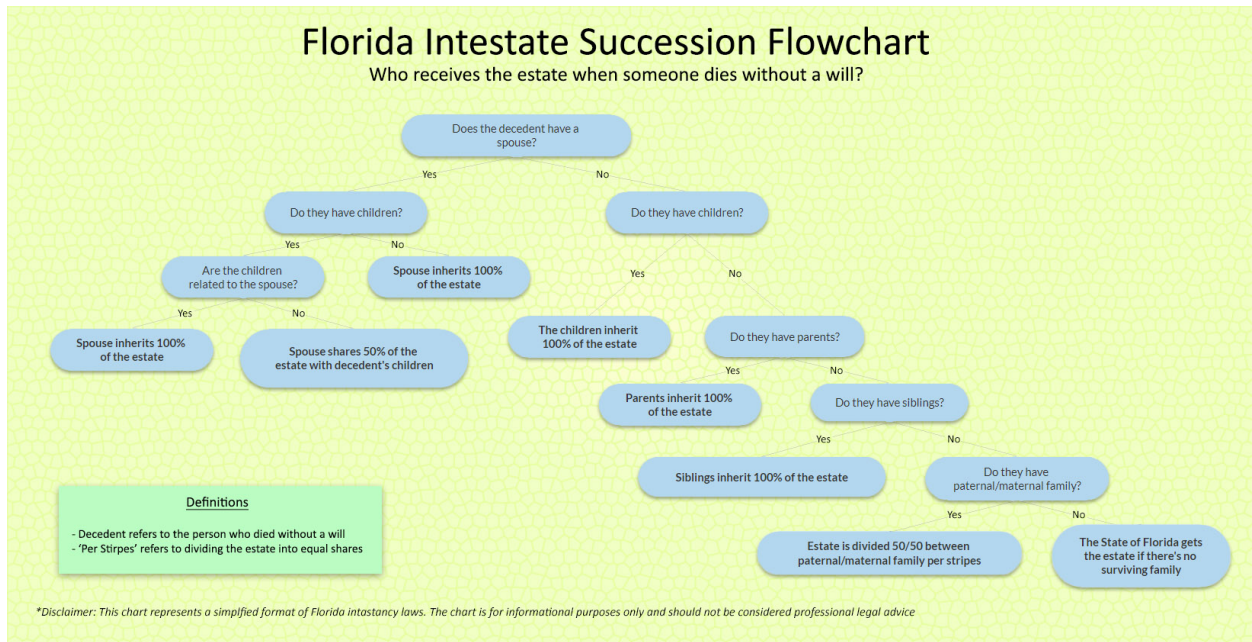 Florida Intestate Succession Flowchart
Who receives the estate when someone dies without a will?
Does the decedent have a
spouse?
Yes
No
Do they have children?
Do they have children?
Yes
No
Are the children
related to the spouse?
Spouse inherits 100%
of the estate
Yes
No
Yes
No
Spouse inherits 100%
of the estate
Spouse shares 50% of the
estate with decedent's children
The children inherit
100% of the estate
Do they have parents?
Yes
No
Parents inherit 100%
of the estate
Do they have siblings?
Yes
No
Siblings inherit 100% of the estate
Do they have
paternal/maternal family?
Yes
No
Estate is divided 50/50 between
paternal/maternal family per stripes
The State of Florida gets
the estate if there's no
surviving family
Definitions
- Decedent refers to the person who died without a will
- 'Per Stirpes' refers to dividing the estate into equal shares
*Disclaimer: This chart represents a simplfied format of Florida intastancy laws. The chart is for informational purposes only and should not be considered professional legal advice